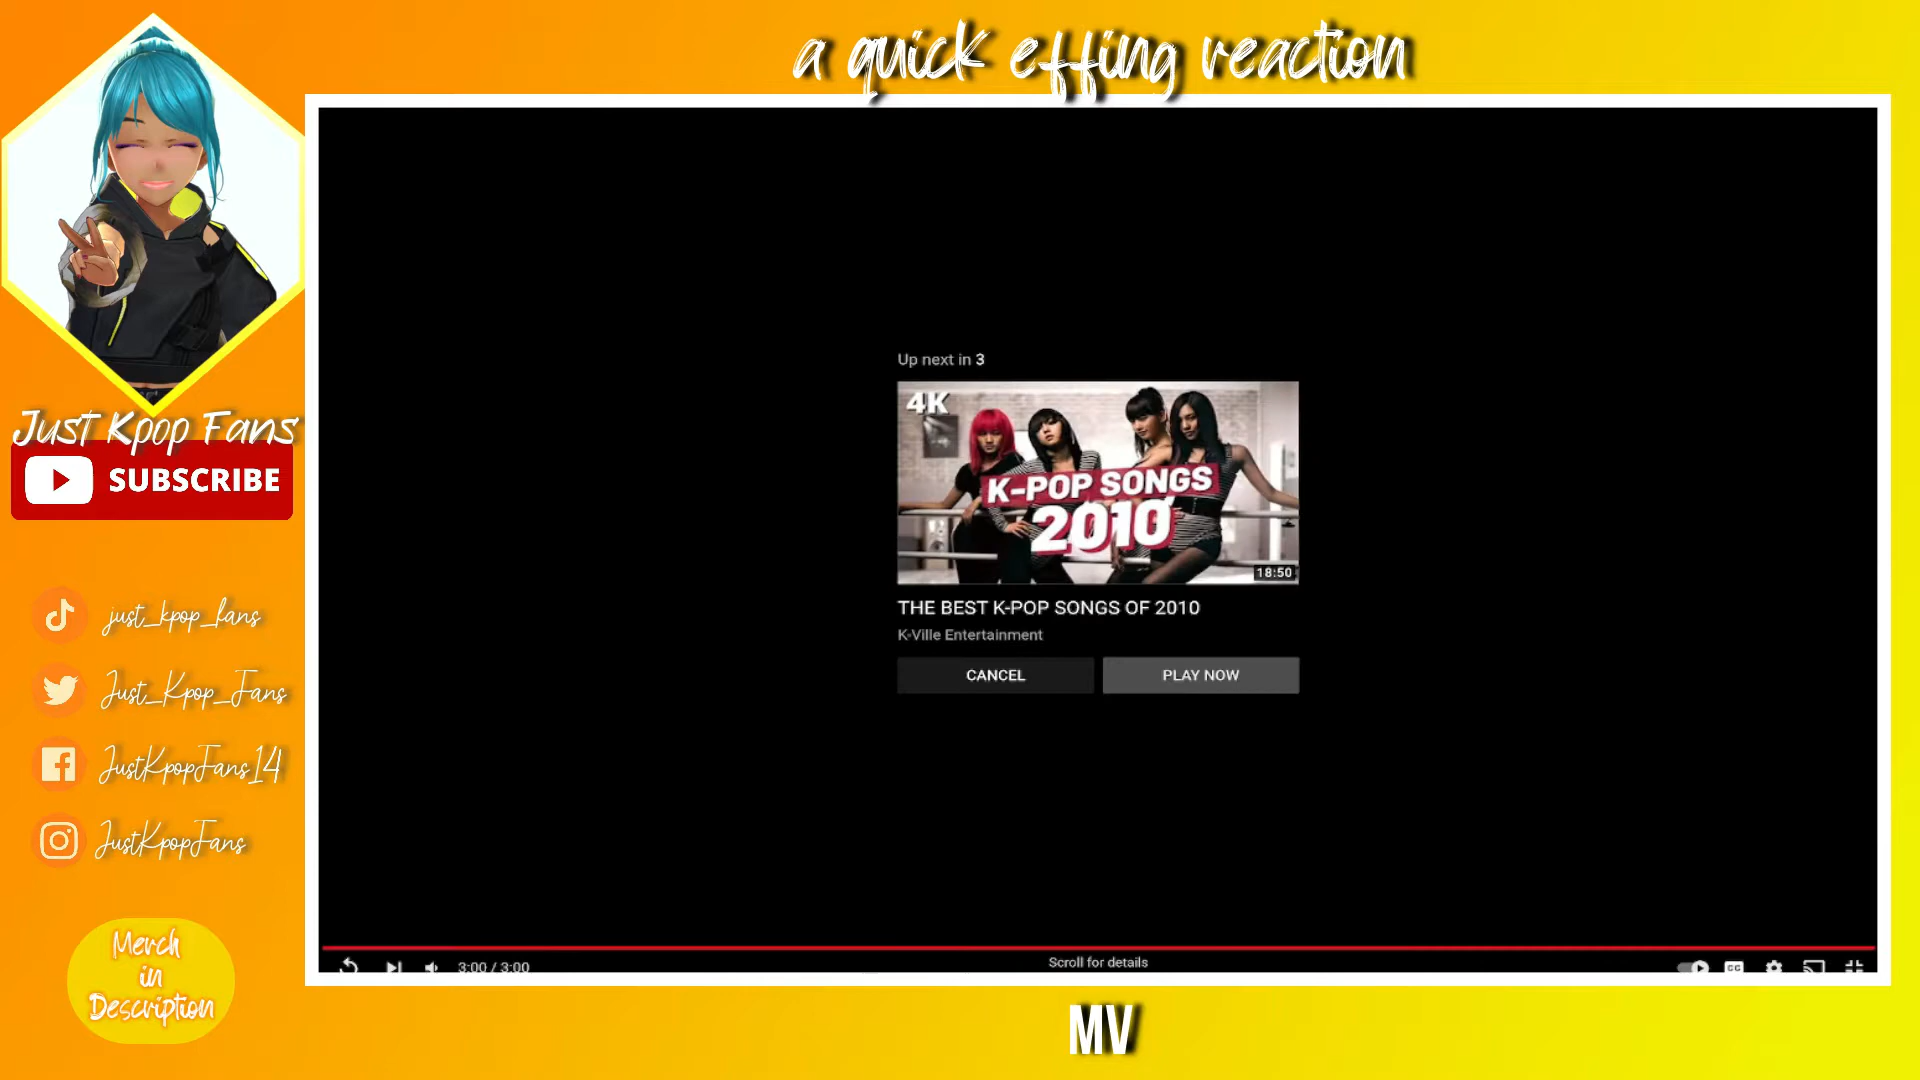 a quick effing reaction
Up next in 3
4K
K-POP SONGS
2010
18:50
THE BEST K-POP SONGS OF 2010
K-Ville Entertainment
CANCEL
PLAY NOW
Just Kpop Fans
SUBSCRIBE
just_kpop_fans
Just_Kpop_Fans
JustKpopFans14
JustKpopFans
Merch
in
Description
3:00 / 3:00
Scroll for details
CC
MV